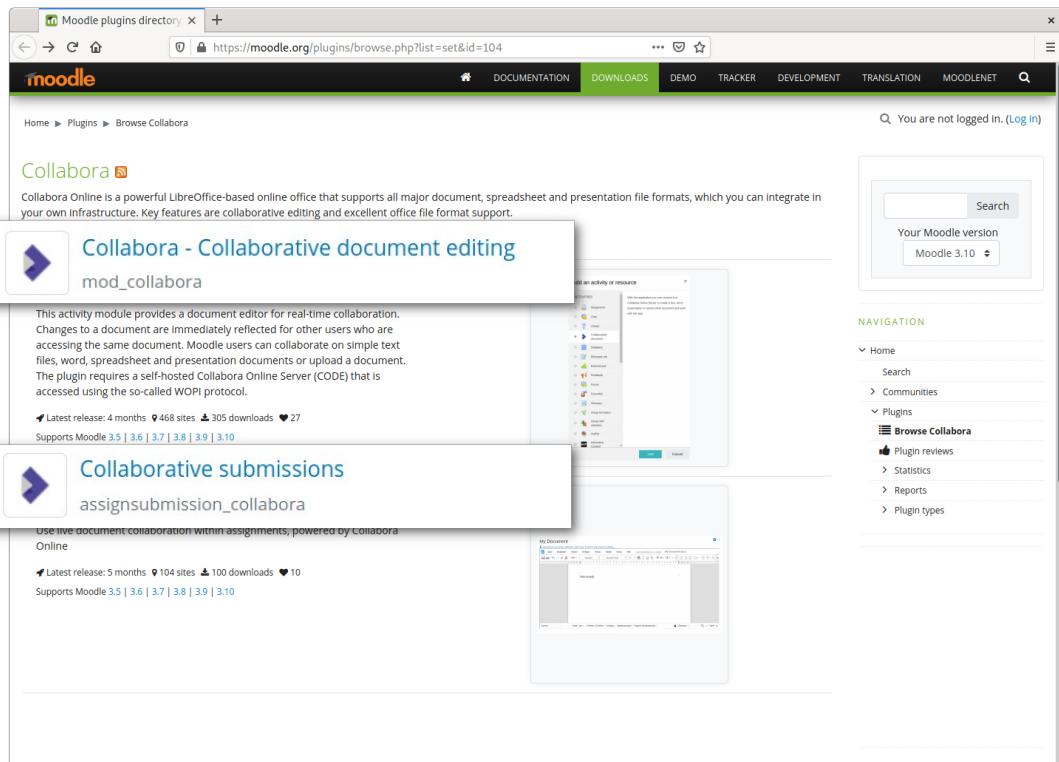 Moodle plugins directory
https://moodle.org/plugins/browse.php?list=set&id=104
moodle
DOCUMENTATION DOWNLOADS DEMO TRACKER DEVELOPMENT TRANSLATION MOODLENET
Home ▶ Plugins ▶ Browse Collabora
You are not logged in. (Log in)
Collabora
Collabora Online is a powerful LibreOffice-based online office that supports all major document, spreadsheet and presentation file formats, which you can integrate in
your own infrastructure. Key features are collaborative editing and excellent office file format support.
Collabora - Collaborative document editing
mod_collabora
This activity module provides a document editor for real-time collaboration.
Changes to a document are immediately reflected for other users who are
accessing the same document. Moodle users can collaborate on simple text
files, word, spreadsheet and presentation documents or upload a document.
The plugin requires a self-hosted Collabora Online Server (CODE) that is
accessed using the so-called WOPI protocol.
Latest release: 4 months 468 sites 305 downloads 27
Supports Moodle 3.5 | 3.6 | 3.7 | 3.8 | 3.9 | 3.10
dd an activity or resource
Collaborative submissions
assignsubmission_collabora
Use live document collaboration within assignments, powered by Collabora
Online
Latest release: 5 months 104 sites 100 downloads 10
Supports Moodle 3.5 | 3.6 | 3.7 | 3.8 | 3.9 | 3.10
My Document
Search
Your Moodle version
Moodle 3.10
NAVIGATION
Home
Search
Communities
Plugins
Browse Collabora
Plugin reviews
Statistics
Reports
Plugin types